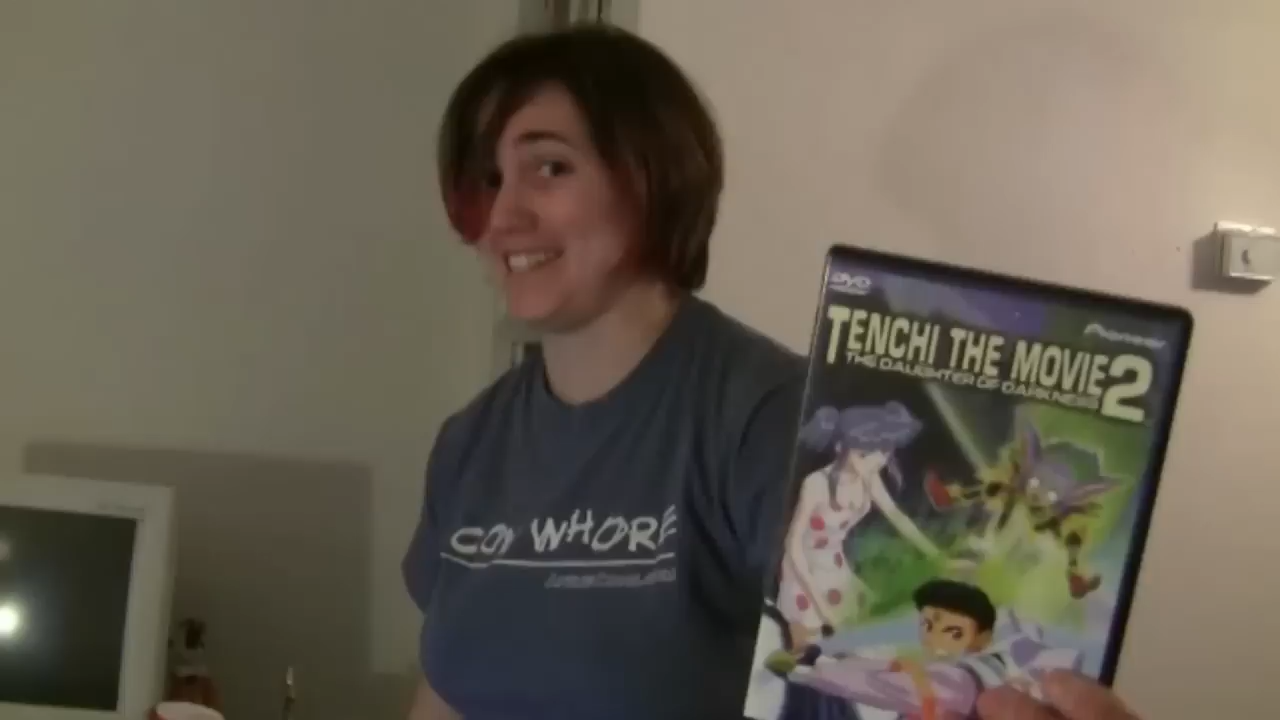 DVD
Pioneer
TENCHI THE MOVIE 2
THE DAUGHTER OF DARKNESS
CON WHORE